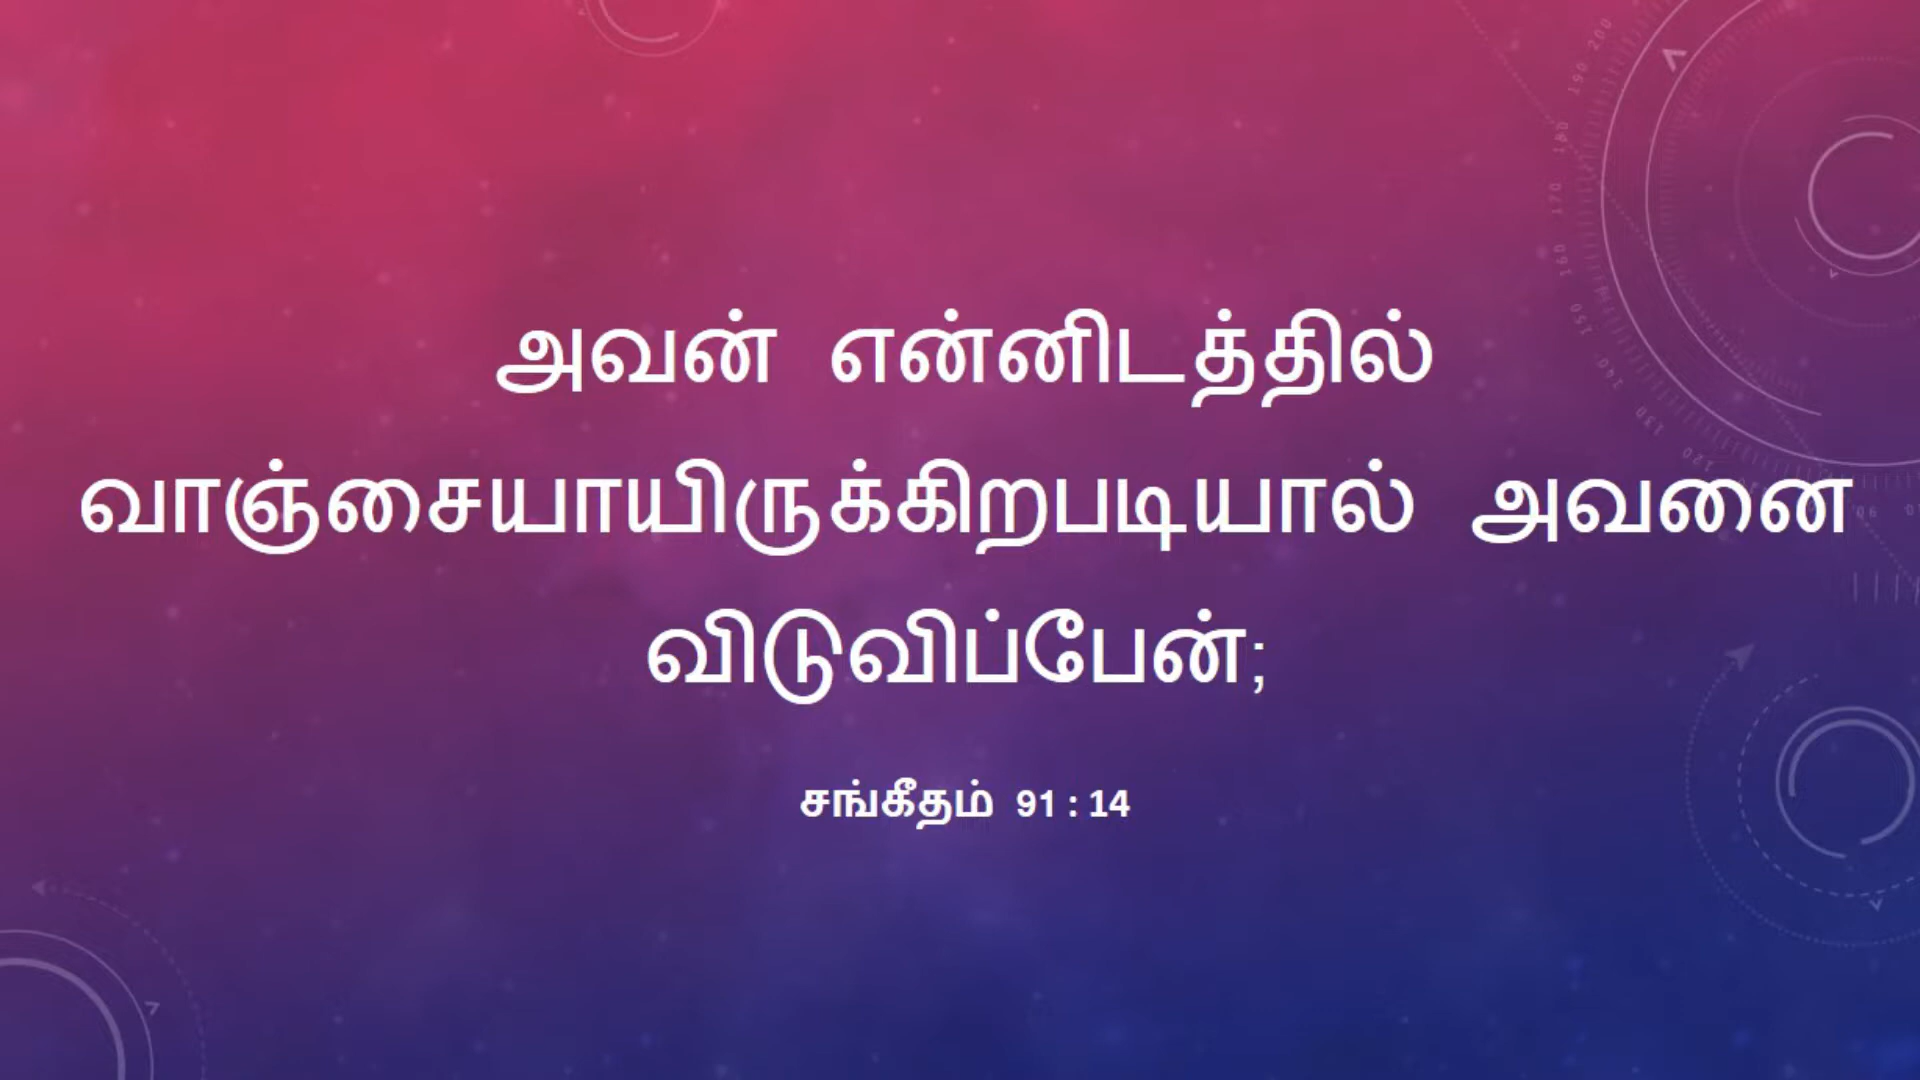 அவன் என்னிடத்தில்
வாஞ்சையாயிருக்கிறபடியால் அவனை
விடுவிப்பேன்;
சங்கீதம் 91 : 14